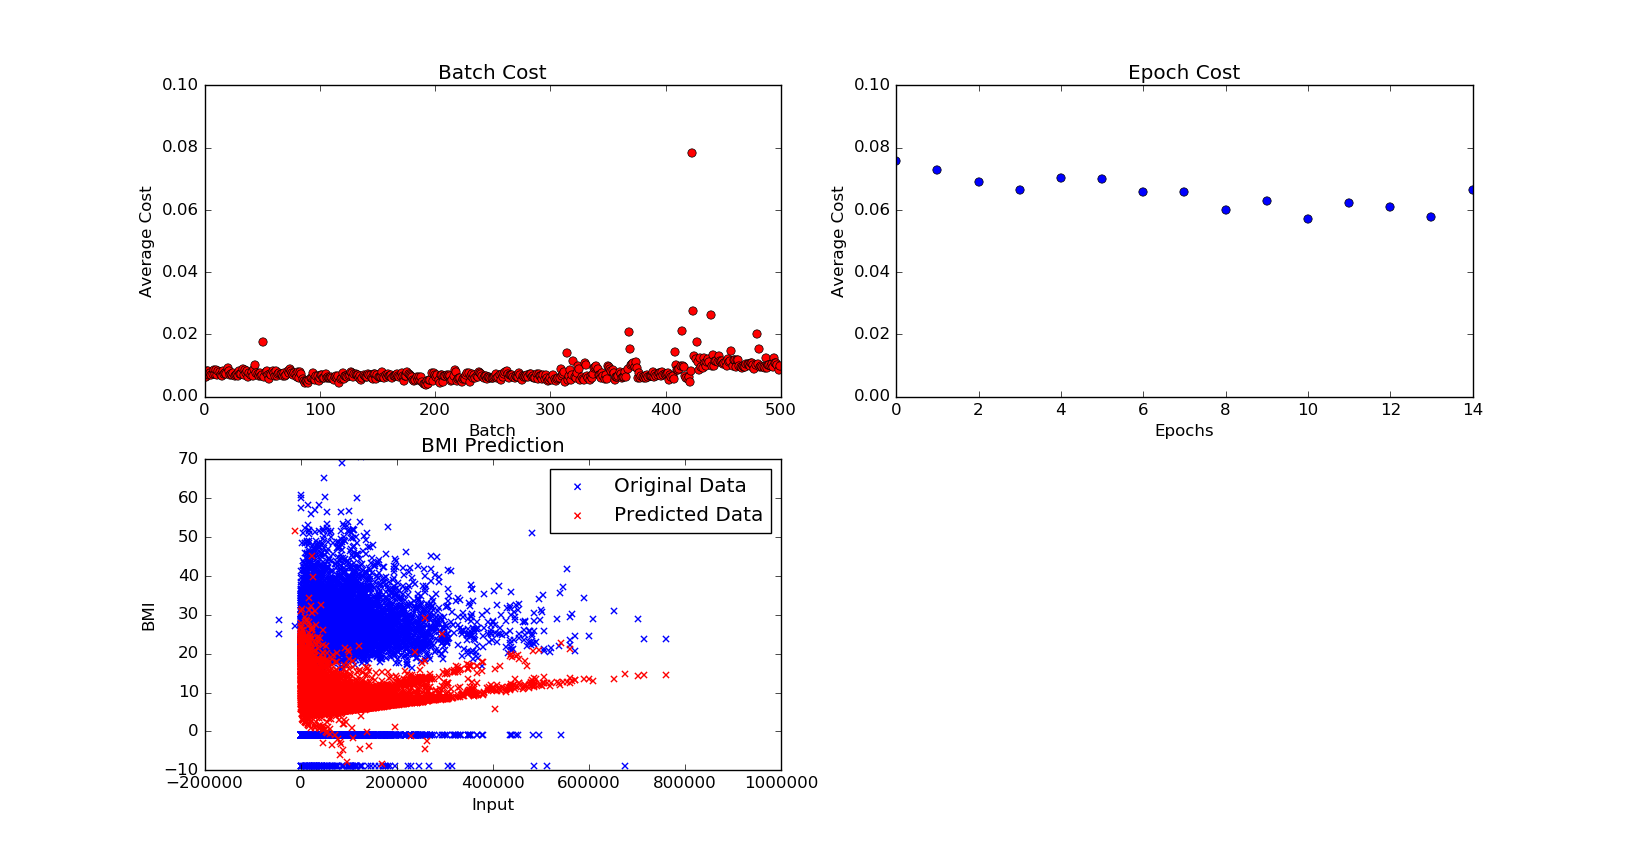 Batch Cost
0.10
0.08
0.06
0.04
0.02
0.00
Average Cost
0 100 200 300 400 500
Batch
Epoch Cost
0.10
0.08
0.06
0.04
0.02
0.00
Average Cost
0 2 4 6 8 10 12 14
Epochs
BMI Prediction
70
60
50
40
30
20
10
0
−10
BMI
Original Data
Predicted Data
−200000 0 200000 400000 600000 800000 1000000
Input